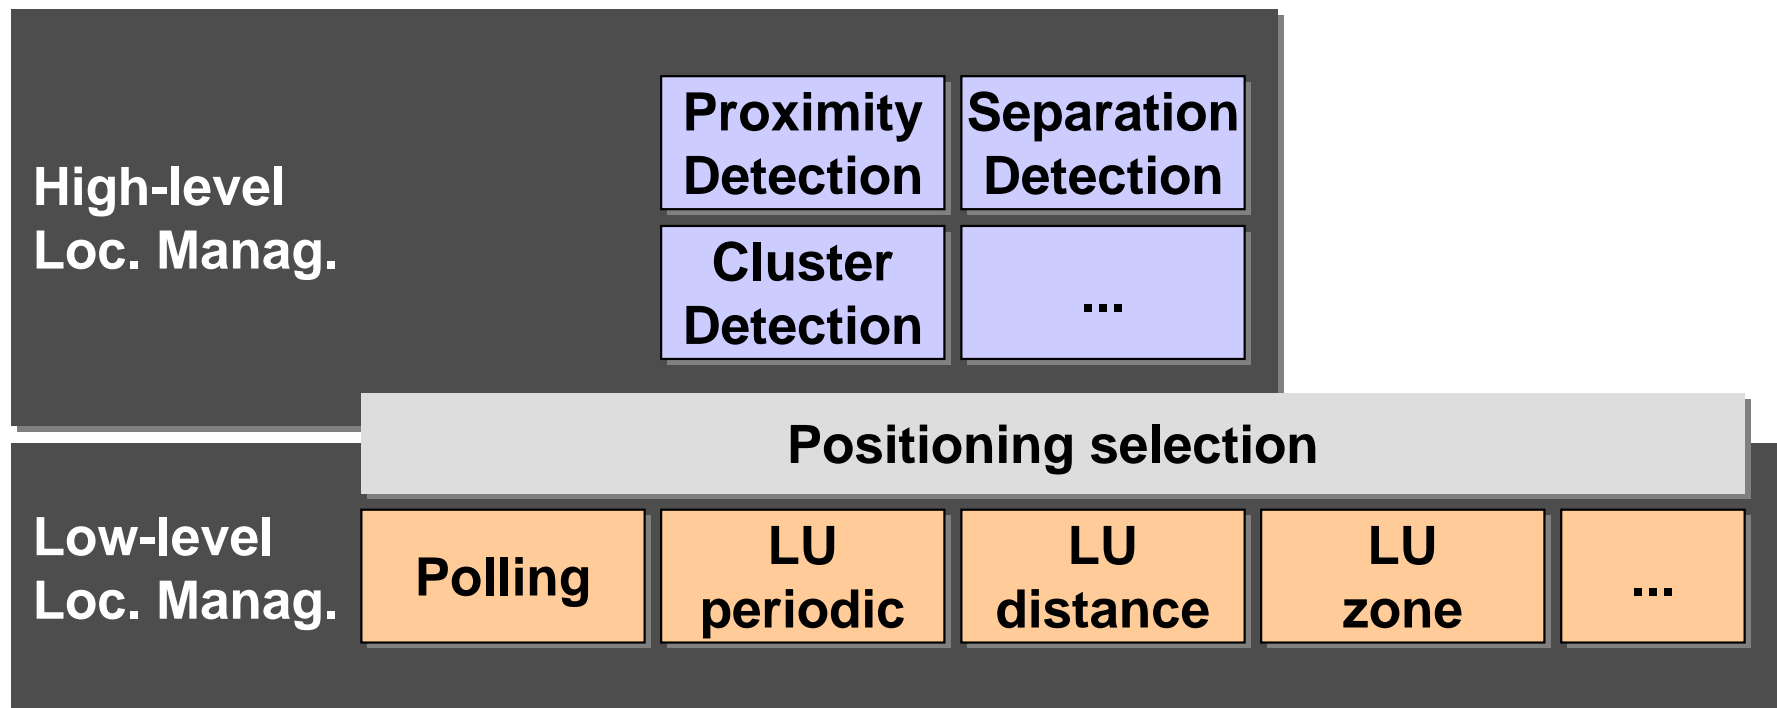 High-level
Loc. Manag.
Proximity
Detection
Separation
Detection
Cluster
Detection
...
Positioning selection
Low-level
Loc. Manag.
Polling
LU
periodic
LU
distance
LU
zone
...